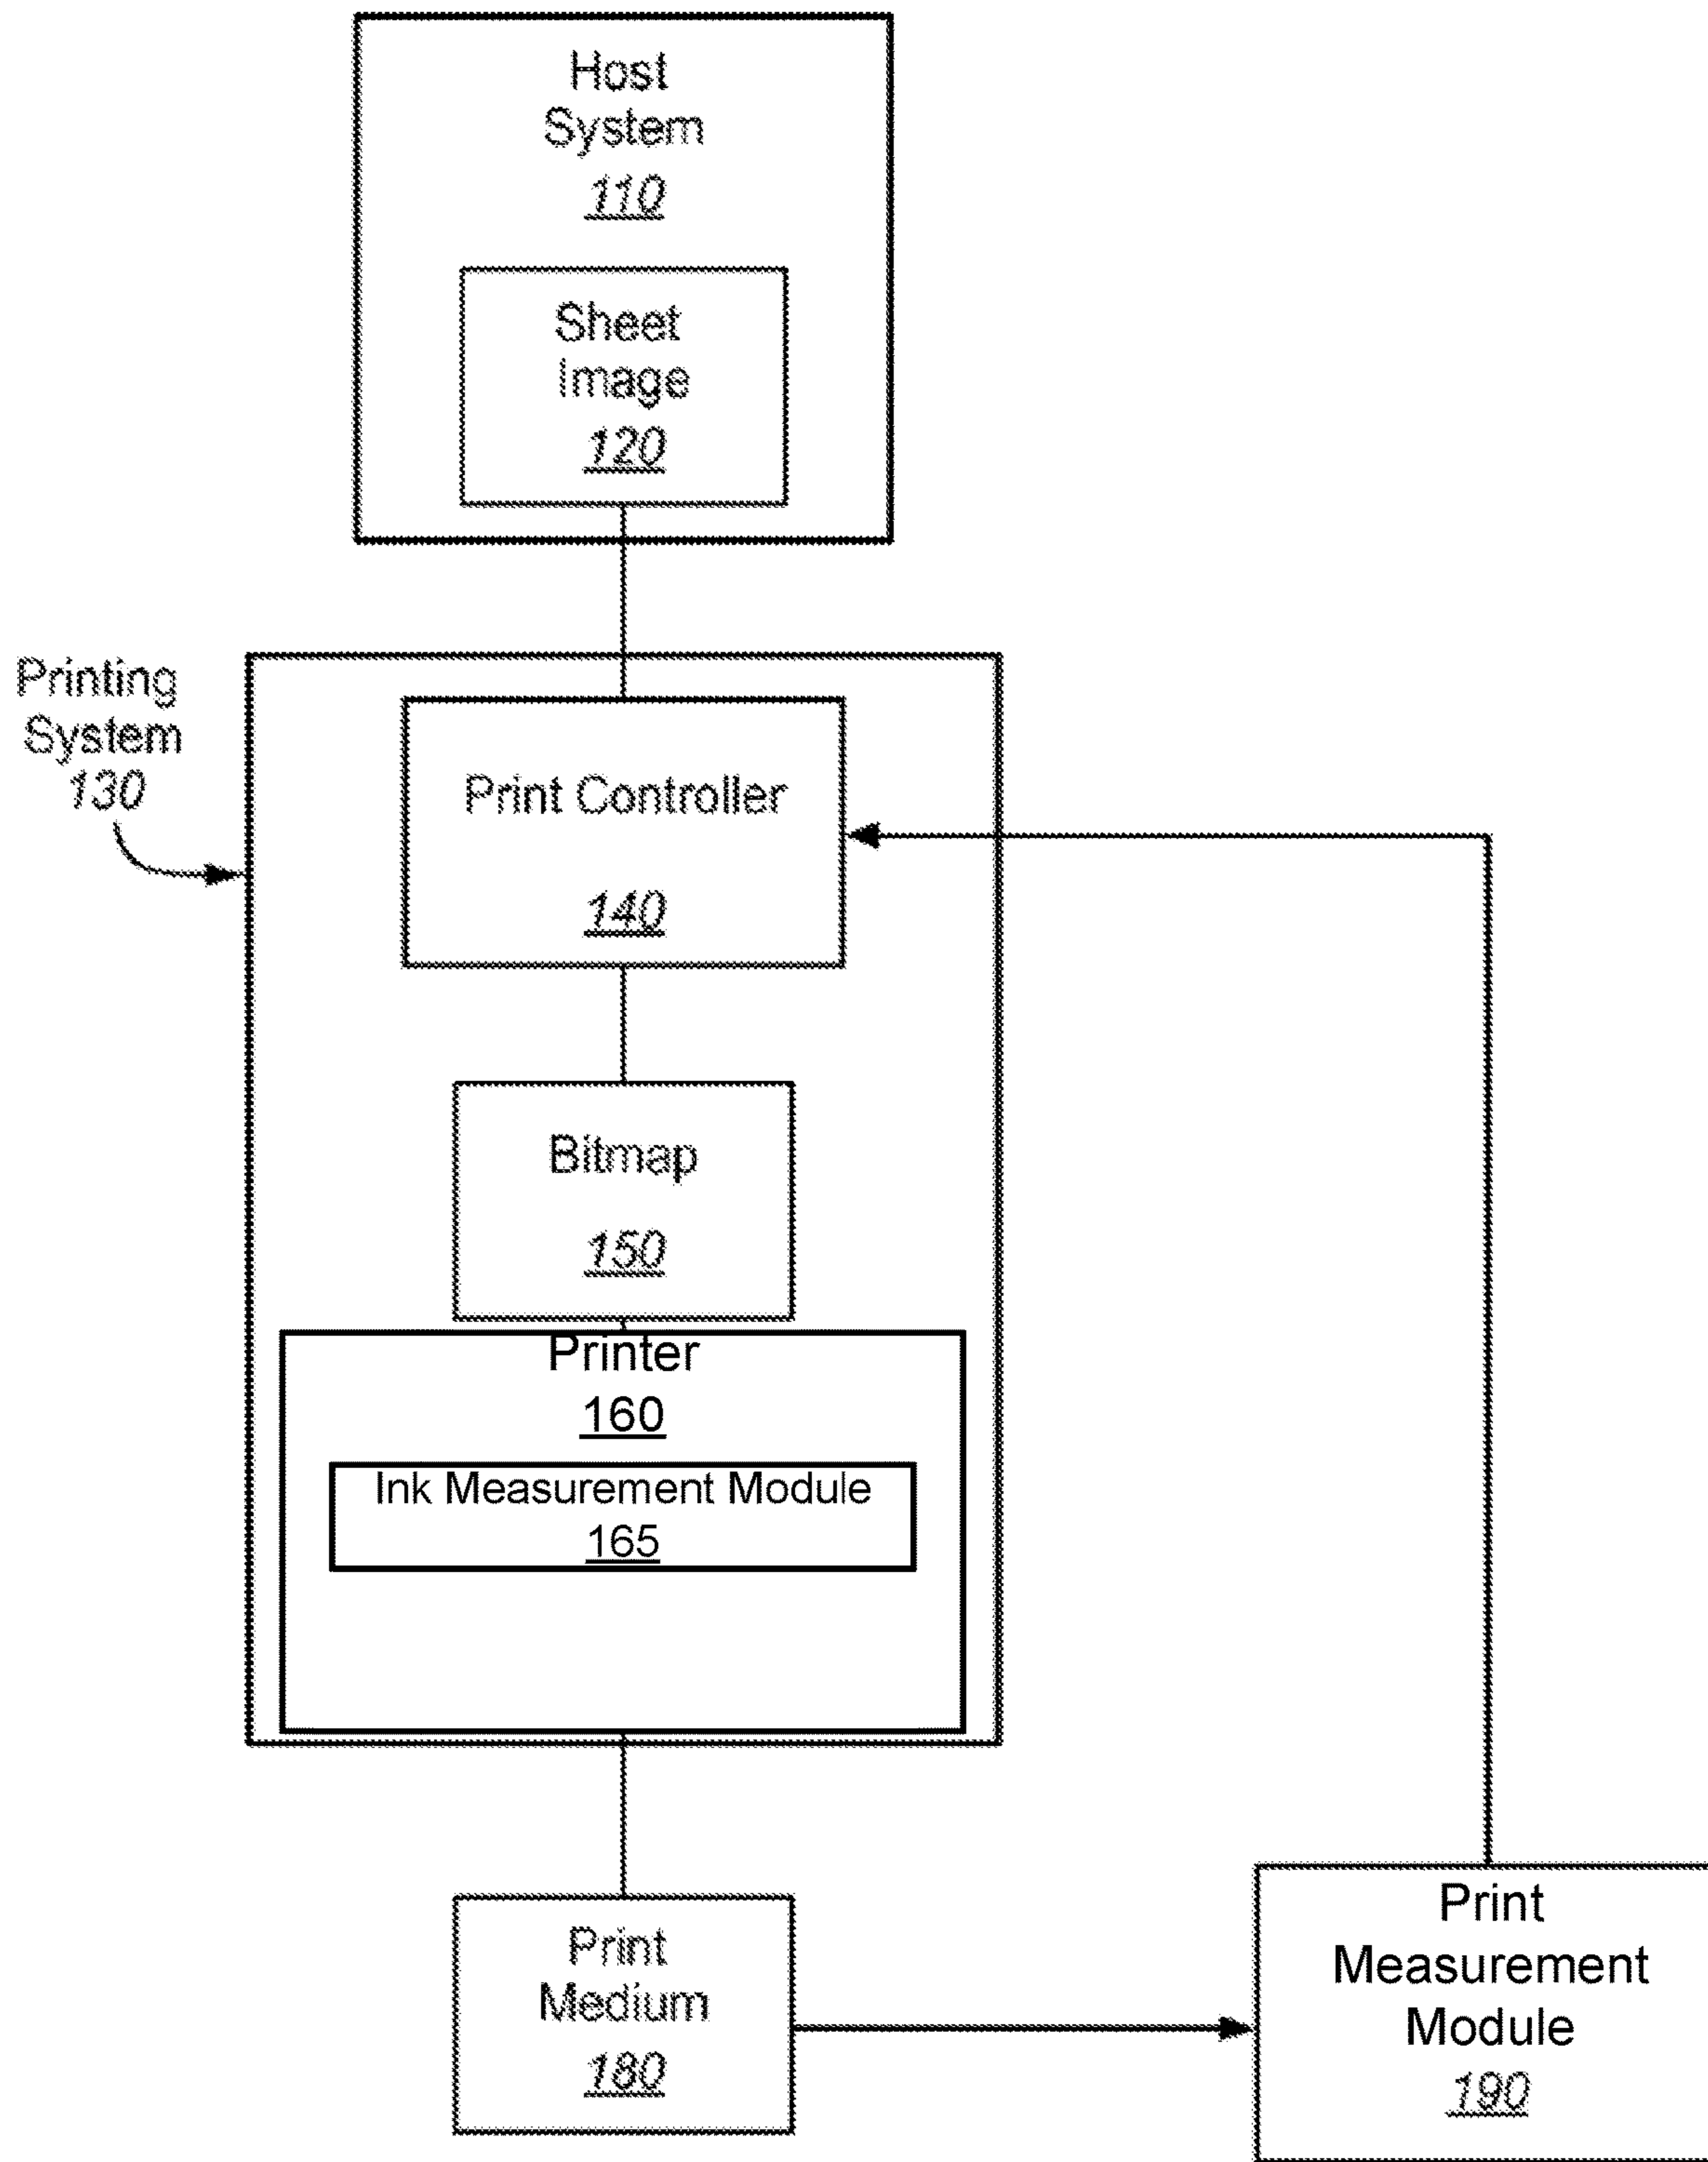 Host
System
110
Sheet
Image
120
Printing
System
130
Print Controller
140
Bitmap
150
Printer
160
Ink Measurement Module
165
Print
Medium
180
Print
Measurement
Module
190